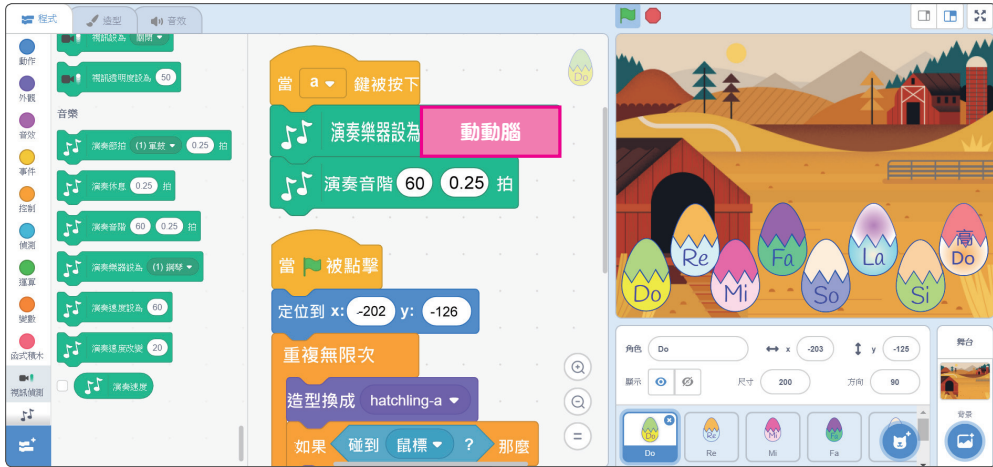 程式
造型
音效
動作
外觀
音效
事件
控制
偵測
運算
變數
函式積木
視訊偵測
視訊設為 關閉
視訊透明度設為 50
音樂
演奏節拍 (1) 軍鼓 0.25 拍
演奏休息 0.25 拍
演奏音階 60 0.25 拍
演奏樂器設為 (1) 鋼琴
演奏速度設為 60
演奏速度改變 20
演奏速度
當 a 鍵被按下
演奏樂器設為 動動腦
演奏音階 60 0.25 拍
當 被點擊
定位到 x: -202 y: -126
重複無限次
造型換成 hatchling-a
如果 碰到 鼠標 ? 那麼
Do
Do
Re
Mi
Fa
So
La
Si
高
Do
角色 Do x -203 y -125
顯示 尺寸 200 方向 90
Do
Re
Mi
Fa
Do
Re
Mi
Fa
舞台
背景